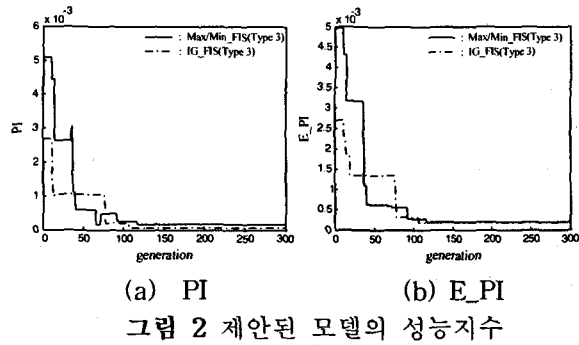 ×10⁻³
6
5
4
3
2
1
0
PI
0 50 100 150 200 250 300
generation
: Max/Min_FIS(Type 3)
: IG_FIS(Type 3)
(a) PI
×10⁻³
5
4.5
4
3.5
3
2.5
2
1.5
1
0.5
0
E_PI
0 50 100 150 200 250 300
generation
: Max/Min_FIS(Type 3)
: IG_FIS(Type 3)
(b) E_PI
그림 2 제안된 모델의 성능지수